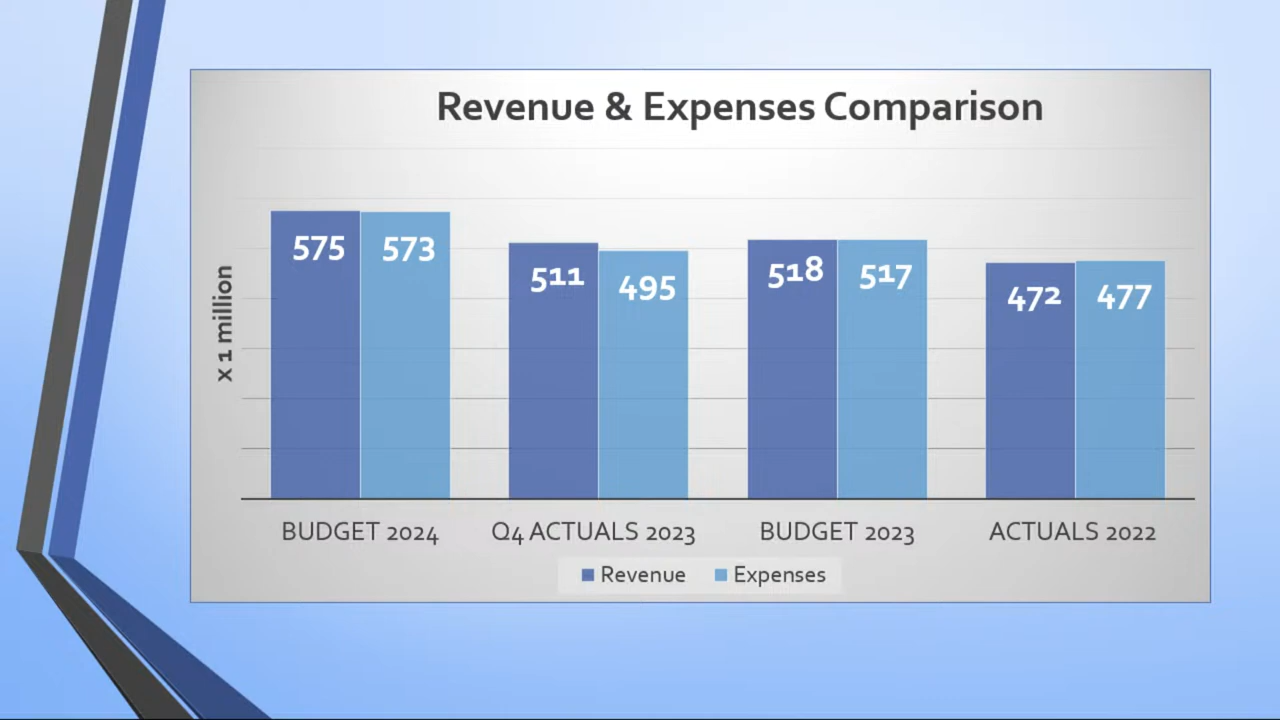 Revenue & Expenses Comparison
x 1 million
575 573
511 495
518 517
472 477
BUDGET 2024 Q4 ACTUALS 2023 BUDGET 2023 ACTUALS 2022
Revenue Expenses